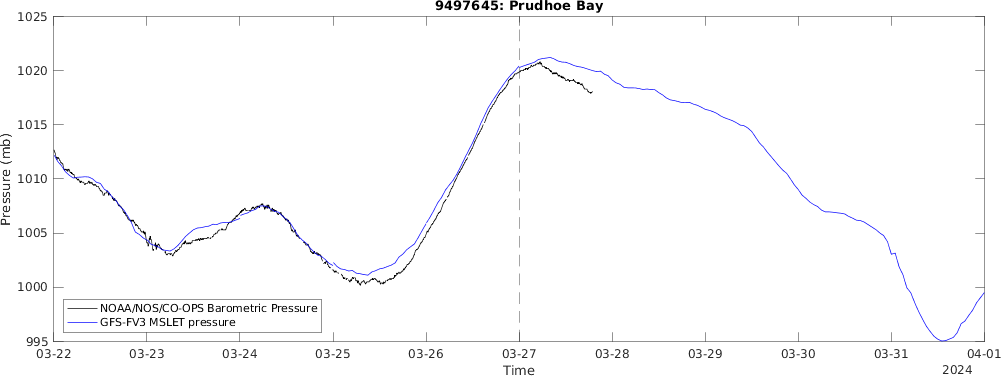 9497645: Prudhoe Bay
1025
1020
1015
1010
1005
1000
995
Pressure (mb)
NOAA/NOS/CO-OPS Barometric Pressure
GFS-FV3 MSLET pressure
03-22 03-23 03-24 03-25 03-26 03-27 03-28 03-29 03-30 03-31 04-01
Time 2024